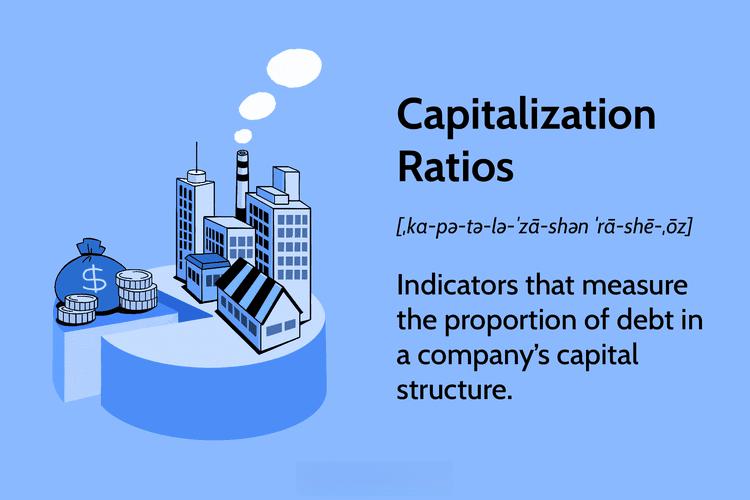 Capitalization
Ratios
[ˌka-pə-tə-lə-ˈzā-shən ˈrā-shē-ˌōz]
Indicators that measure
the proportion of debt in
a company’s capital
structure.
$